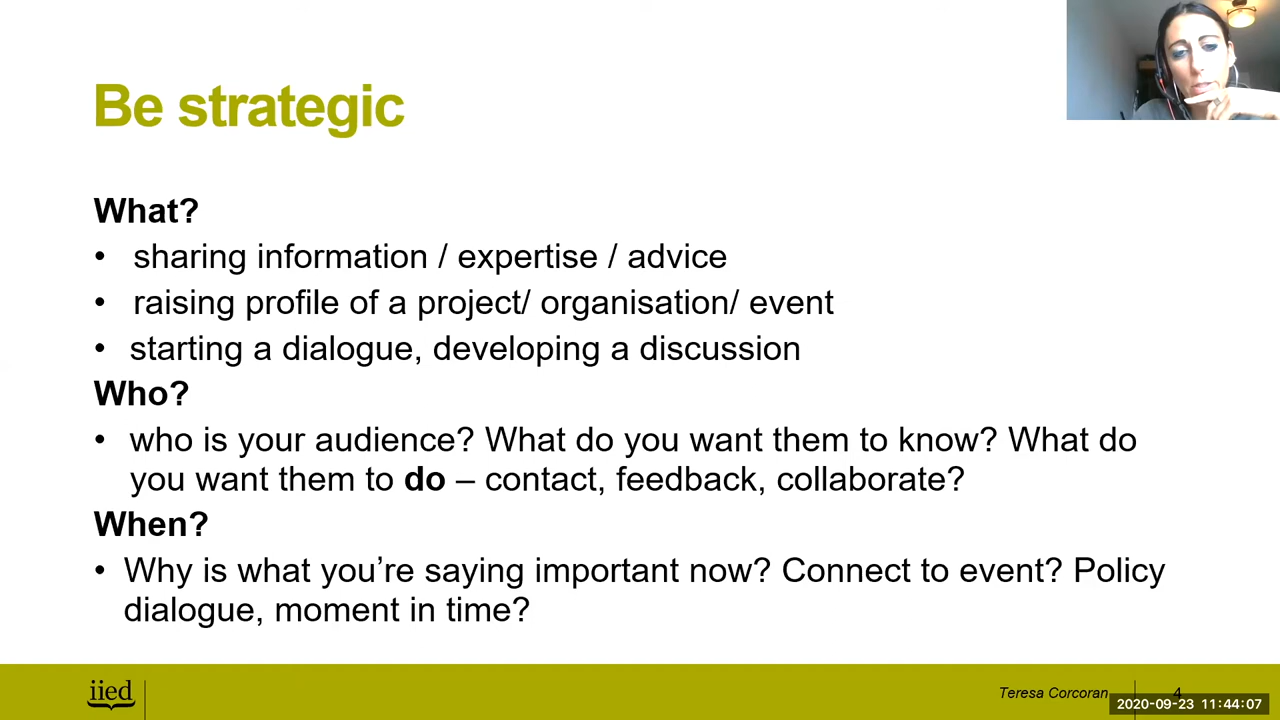 Be strategic
What?
• sharing information / expertise / advice
• raising profile of a project/ organisation/ event
• starting a dialogue, developing a discussion
Who?
• who is your audience? What do you want them to know? What do
you want them to do – contact, feedback, collaborate?
When?
• Why is what you’re saying important now? Connect to event? Policy
dialogue, moment in time?
iied
Teresa Corcoran
4
2020-09-23 11:44:07